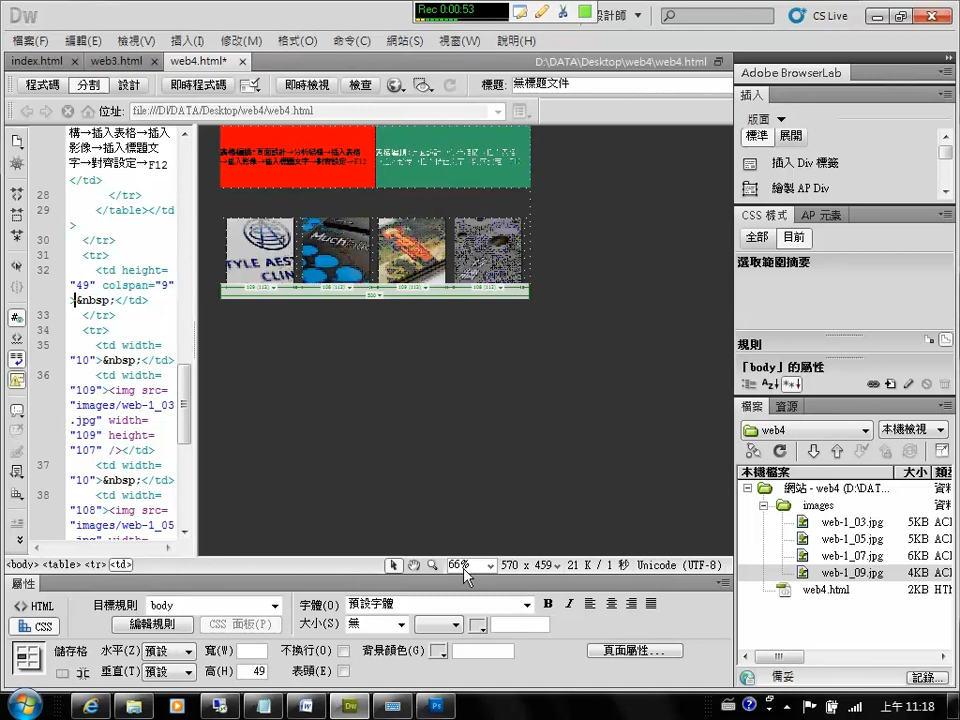 Dw
Rec 0:00:53
設計師
CS Live
檔案(F) 編輯(E) 檢視(V) 插入(I) 修改(M) 格式(O) 命令(C) 網站(S) 視窗(W) 說明(H)
index.html web3.html web4.html*
D:\DATA\Desktop\web4\web4.html
程式碼 分割 設計 即時程式碼 即時檢視 檢查 標題: 無標題文件
位址: file:///D|/DATA/Desktop/web4/web4.html
構→插入表格→插入
影像→插入標題文
字→對齊設定→F12
</td>
28 </tr>
29 </table></td
>
30 </tr>
31 <tr>
32 <td height=
"49" colspan="9"
>&nbsp;</td>
33 </tr>
34 <tr>
35 <td width=
"10">&nbsp;</td>
36 <td width=
"109"><img src=
"images/web-1_03
.jpg" width=
"109" height=
"107" /></td>
37 <td width=
"10">&nbsp;</td>
38 <td width=
"108"><img src=
"images/web-1_05
STYLE AES
CLIN
Adobe BrowserLab
插入
版面
標準 展開
插入 Div 標籤
繪製 AP Div
CSS 樣式 AP 元素
全部 目前
選取範圍摘要
規則
「body」的屬性
檔案 資源
web4 本機檢視
本機檔案 大小 類
網站 - web4 (D:\DAT... 資
images 資
web-1_03.jpg 5KB ACI
web-1_05.jpg 5KB ACI
web-1_07.jpg 6KB ACI
web-1_09.jpg 4KB ACI
web4.html 2KB HTI
備妥 記錄...
<body> <table> <tr> <td>
66% 570 x 459 21 K / 1 秒 Unicode (UTF-8)
屬性
HTML 目標規則 body 字體(O) 預設字體 B I
CSS 編輯規則 CSS 面板(P) 大小(S) 無
儲存格 水平(Z) 預設 寬(W) 不換行(O) 背景顏色(G) 頁面屬性...
垂直(T) 預設 高(H) 49 表頭(E)
上午 11:18